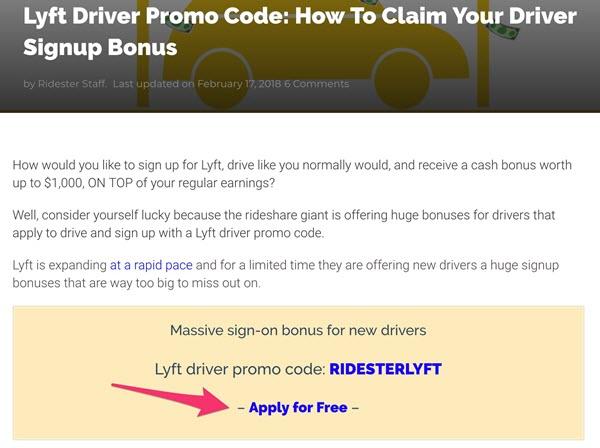 Lyft Driver Promo Code: How To Claim Your Driver
Signup Bonus
by Ridester Staff. Last updated on February 17, 2018 6 Comments
How would you like to sign up for Lyft, drive like you normally would, and receive a cash bonus worth
up to $1,000, ON TOP of your regular earnings?
Well, consider yourself lucky because the rideshare giant is offering huge bonuses for drivers that
apply to drive and sign up with a Lyft driver promo code.
Lyft is expanding at a rapid pace and for a limited time they are offering new drivers a huge signup
bonuses that are way too big to miss out on.
Massive sign-on bonus for new drivers
Lyft driver promo code: RIDESTERLYFT
– Apply for Free –